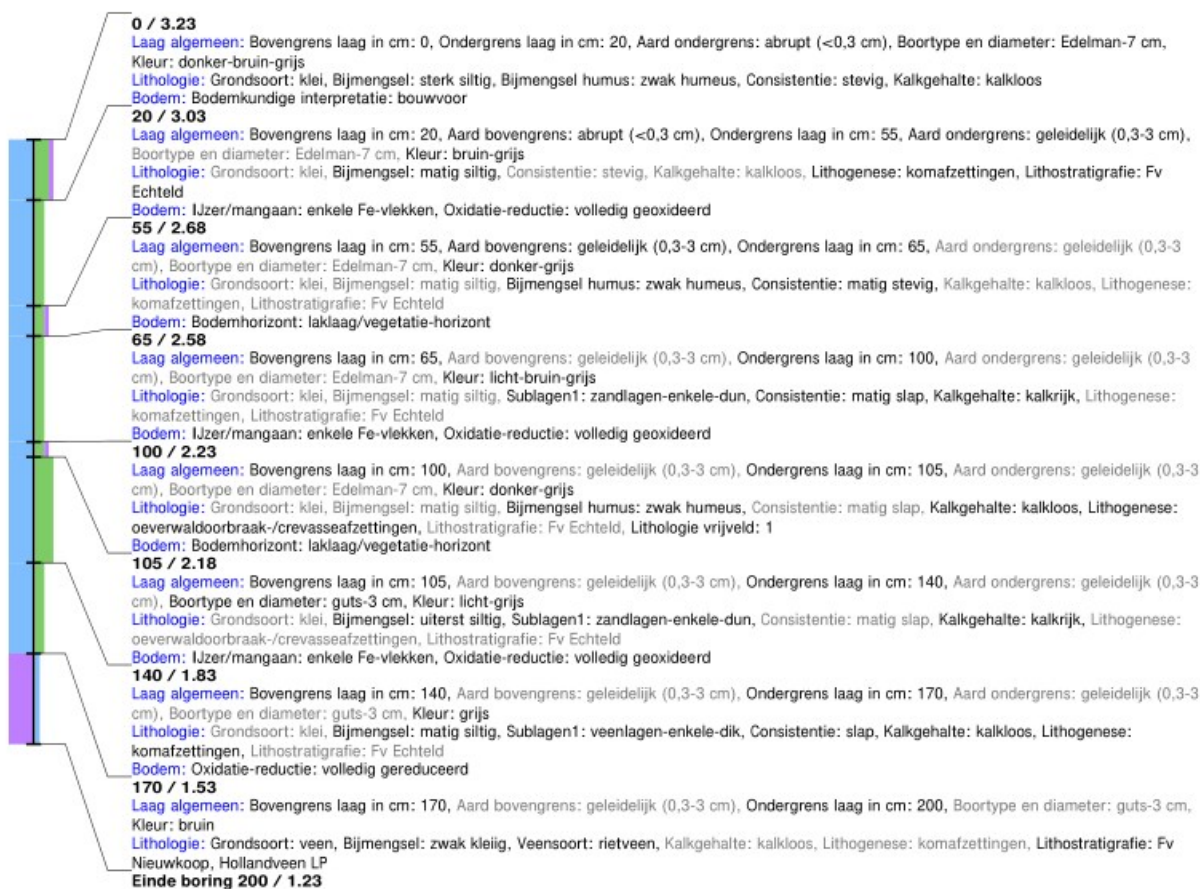 0 / 3.23
Laag algemeen: Bovengrens laag in cm: 0, Ondergrens laag in cm: 20, Aard ondergrens: abrupt (<0,3 cm), Boortype en diameter: Edelman-7 cm,
Kleur: donker-bruin-grijs
Lithologie: Grondsoort: klei, Bijmengsel: sterk siltig, Bijmengsel humus: zwak humeus, Consistentie: stevig, Kalkgehalte: kalkloos
Bodem: Bodemkundige interpretatie: bouwvoor
20 / 3.03
Laag algemeen: Bovengrens laag in cm: 20, Aard bovengrens: abrupt (<0,3 cm), Ondergrens laag in cm: 55, Aard ondergrens: geleidelijk (0,3-3 cm),
Boortype en diameter: Edelman-7 cm, Kleur: bruin-grijs
Lithologie: Grondsoort: klei, Bijmengsel: matig siltig, Consistentie: stevig, Kalkgehalte: kalkloos, Lithogenese: komafzettingen, Lithostratigrafie: Fv
Echteld
Bodem: IJzer/mangaan: enkele Fe-vlekken, Oxidatie-reductie: volledig geoxideerd
55 / 2.68
Laag algemeen: Bovengrens laag in cm: 55, Aard bovengrens: geleidelijk (0,3-3 cm), Ondergrens laag in cm: 65, Aard ondergrens: geleidelijk (0,3-3
cm), Boortype en diameter: Edelman-7 cm, Kleur: donker-grijs
Lithologie: Grondsoort: klei, Bijmengsel: matig siltig, Bijmengsel humus: zwak humeus, Consistentie: matig stevig, Kalkgehalte: kalkloos, Lithogenese:
komafzettingen, Lithostratigrafie: Fv Echteld
Bodem: Bodemhorizont: laklaag/vegetatie-horizont
65 / 2.58
Laag algemeen: Bovengrens laag in cm: 65, Aard bovengrens: geleidelijk (0,3-3 cm), Ondergrens laag in cm: 100, Aard ondergrens: geleidelijk (0,3-3
cm), Boortype en diameter: Edelman-7 cm, Kleur: licht-bruin-grijs
Lithologie: Grondsoort: klei, Bijmengsel: matig siltig, Sublagen1: zandlagen-enkele-dun, Consistentie: matig slap, Kalkgehalte: kalkrijk, Lithogenese:
komafzettingen, Lithostratigrafie: Fv Echteld
Bodem: IJzer/mangaan: enkele Fe-vlekken, Oxidatie-reductie: volledig geoxideerd
100 / 2.23
Laag algemeen: Bovengrens laag in cm: 100, Aard bovengrens: geleidelijk (0,3-3 cm), Ondergrens laag in cm: 105, Aard ondergrens: geleidelijk (0,3-3
cm), Boortype en diameter: Edelman-7 cm, Kleur: donker-grijs
Lithologie: Grondsoort: klei, Bijmengsel: matig siltig, Bijmengsel humus: zwak humeus, Consistentie: matig slap, Kalkgehalte: kalkloos, Lithogenese:
oeverwaldoorbraak-/crevasseafzettingen, Lithostratigrafie: Fv Echteld, Lithologie vrijveld: 1
Bodem: Bodemhorizont: laklaag/vegetatie-horizont
105 / 2.18
Laag algemeen: Bovengrens laag in cm: 105, Aard bovengrens: geleidelijk (0,3-3 cm), Ondergrens laag in cm: 140, Aard ondergrens: geleidelijk (0,3-3
cm), Boortype en diameter: guts-3 cm, Kleur: licht-grijs
Lithologie: Grondsoort: klei, Bijmengsel: uiterst siltig, Sublagen1: zandlagen-enkele-dun, Consistentie: matig slap, Kalkgehalte: kalkrijk, Lithogenese:
oeverwaldoorbraak-/crevasseafzettingen, Lithostratigrafie: Fv Echteld
Bodem: IJzer/mangaan: enkele Fe-vlekken, Oxidatie-reductie: volledig geoxideerd
140 / 1.83
Laag algemeen: Bovengrens laag in cm: 140, Aard bovengrens: geleidelijk (0,3-3 cm), Ondergrens laag in cm: 170, Aard ondergrens: geleidelijk (0,3-3
cm), Boortype en diameter: guts-3 cm, Kleur: grijs
Lithologie: Grondsoort: klei, Bijmengsel: matig siltig, Sublagen1: veenlagen-enkele-dik, Consistentie: slap, Kalkgehalte: kalkloos, Lithogenese:
komafzettingen, Lithostratigrafie: Fv Echteld
Bodem: Oxidatie-reductie: volledig gereduceerd
170 / 1.53
Laag algemeen: Bovengrens laag in cm: 170, Aard bovengrens: geleidelijk (0,3-3 cm), Ondergrens laag in cm: 200, Boortype en diameter: guts-3 cm,
Kleur: bruin
Lithologie: Grondsoort: veen, Bijmengsel: zwak kleiig, Veensoort: rietveen, Kalkgehalte: kalkloos, Lithogenese: komafzettingen, Lithostratigrafie: Fv
Nieuwkoop, Hollandveen LP
Einde boring 200 / 1.23